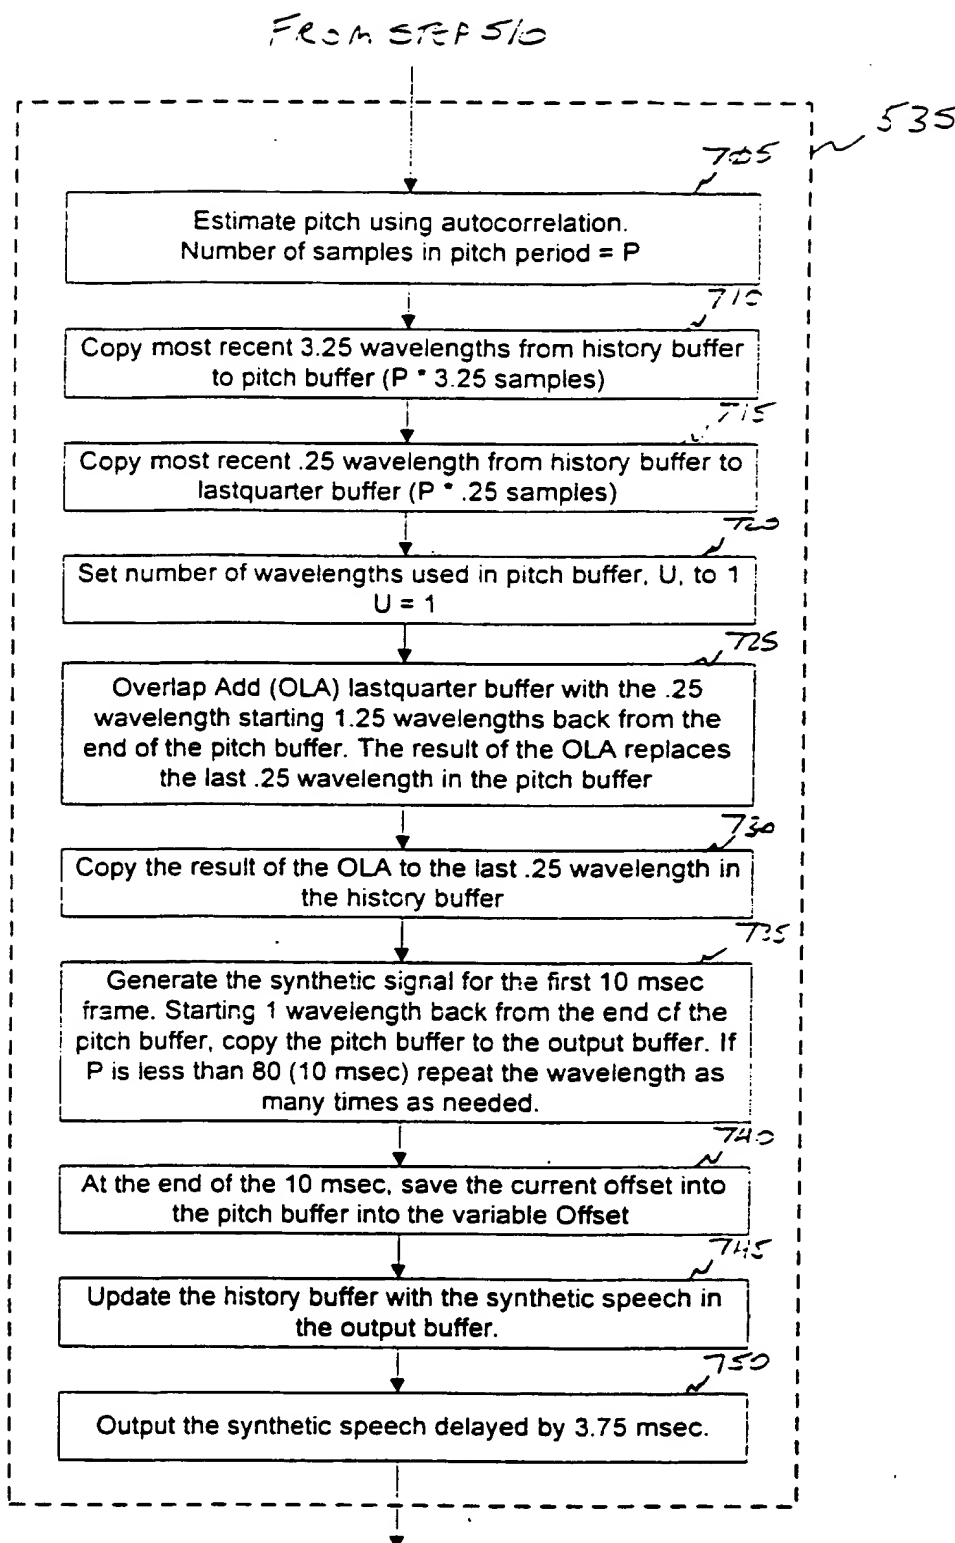 FROM STEP 510
535
705
Estimate pitch using autocorrelation.
Number of samples in pitch period = P
710
Copy most recent 3.25 wavelengths from history buffer
to pitch buffer (P * 3.25 samples)
715
Copy most recent .25 wavelength from history buffer to
lastquarter buffer (P * .25 samples)
720
Set number of wavelengths used in pitch buffer, U, to 1
U = 1
725
Overlap Add (OLA) lastquarter buffer with the .25
wavelength starting 1.25 wavelengths back from the
end of the pitch buffer. The result of the OLA replaces
the last .25 wavelength in the pitch buffer
730
Copy the result of the OLA to the last .25 wavelength in
the history buffer
735
Generate the synthetic signal for the first 10 msec
frame. Starting 1 wavelength back from the end of the
pitch buffer, copy the pitch buffer to the output buffer. If
P is less than 80 (10 msec) repeat the wavelength as
many times as needed.
740
At the end of the 10 msec, save the current offset into
the pitch buffer into the variable Offset
745
Update the history buffer with the synthetic speech in
the output buffer.
750
Output the synthetic speech delayed by 3.75 msec.